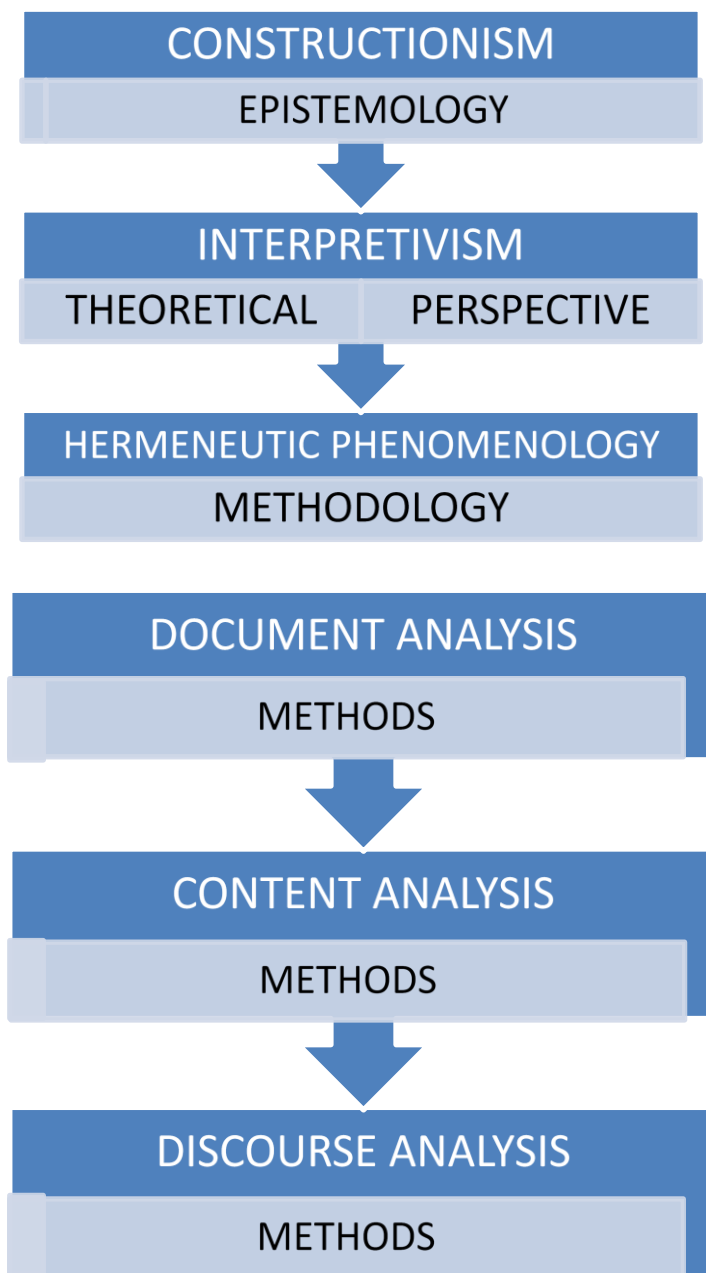 CONSTRUCTIONISM
EPISTEMOLOGY
INTERPRETIVISM
THEORETICAL PERSPECTIVE
HERMENEUTIC PHENOMENOLOGY
METHODOLOGY
DOCUMENT ANALYSIS
METHODS
CONTENT ANALYSIS
METHODS
DISCOURSE ANALYSIS
METHODS